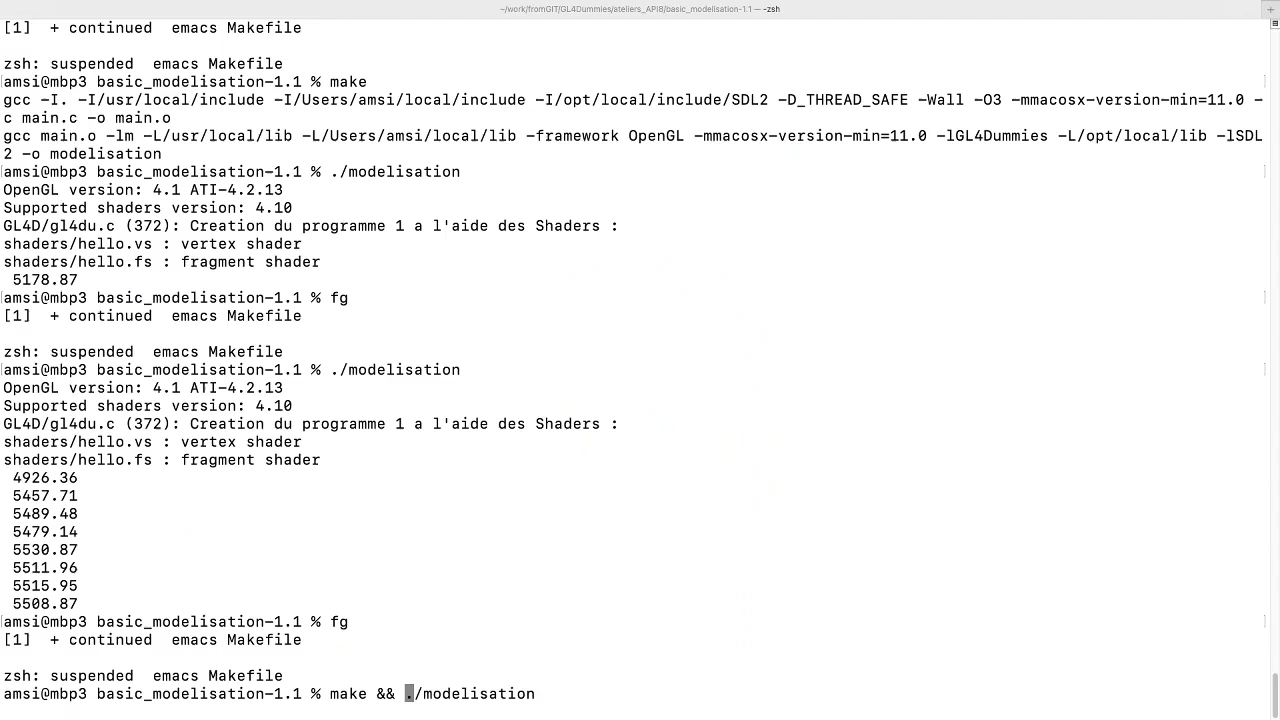 ~/work/fromGIT/GL4Dummies/ateliers_API8/basic_modelisation-1.1 — -zsh
[1]  + continued  emacs Makefile
zsh: suspended  emacs Makefile
amsi@mbp3 basic_modelisation-1.1 % make
gcc -I. -I/usr/local/include -I/Users/amsi/local/include -I/opt/local/include/SDL2 -D_THREAD_SAFE -Wall -O3 -mmacosx-version-min=11.0 -
c main.c -o main.o
gcc main.o -lm -L/usr/local/lib -L/Users/amsi/local/lib -framework OpenGL -mmacosx-version-min=11.0 -lGL4Dummies -L/opt/local/lib -lSDL
2 -o modelisation
amsi@mbp3 basic_modelisation-1.1 % ./modelisation
OpenGL version: 4.1 ATI-4.2.13
Supported shaders version: 4.10
GL4D/gl4du.c (372): Creation du programme 1 a l'aide des Shaders :
shaders/hello.vs : vertex shader
shaders/hello.fs : fragment shader
5178.87
amsi@mbp3 basic_modelisation-1.1 % fg
[1]  + continued  emacs Makefile
zsh: suspended  emacs Makefile
amsi@mbp3 basic_modelisation-1.1 % ./modelisation
OpenGL version: 4.1 ATI-4.2.13
Supported shaders version: 4.10
GL4D/gl4du.c (372): Creation du programme 1 a l'aide des Shaders :
shaders/hello.vs : vertex shader
shaders/hello.fs : fragment shader
4926.36
5457.71
5489.48
5479.14
5530.87
5511.96
5515.95
5508.87
amsi@mbp3 basic_modelisation-1.1 % fg
[1]  + continued  emacs Makefile
zsh: suspended  emacs Makefile
amsi@mbp3 basic_modelisation-1.1 % make && ./modelisation